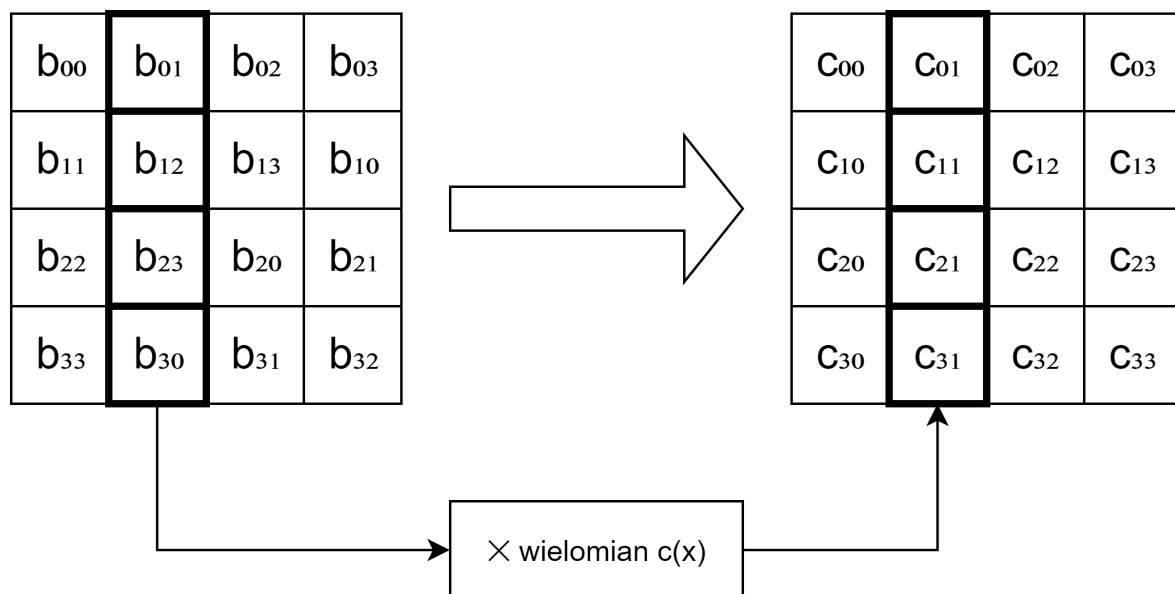 b₀₀ b₀₁ b₀₂ b₀₃ c₀₀ c₀₁ c₀₂ c₀₃
b₁₁ b₁₂ b₁₃ b₁₀ c₁₀ c₁₁ c₁₂ c₁₃
b₂₂ b₂₃ b₂₀ b₂₁ c₂₀ c₂₁ c₂₂ c₂₃
b₃₃ b₃₀ b₃₁ b₃₂ c₃₀ c₃₁ c₃₂ c₃₃
× wielomian c(x)